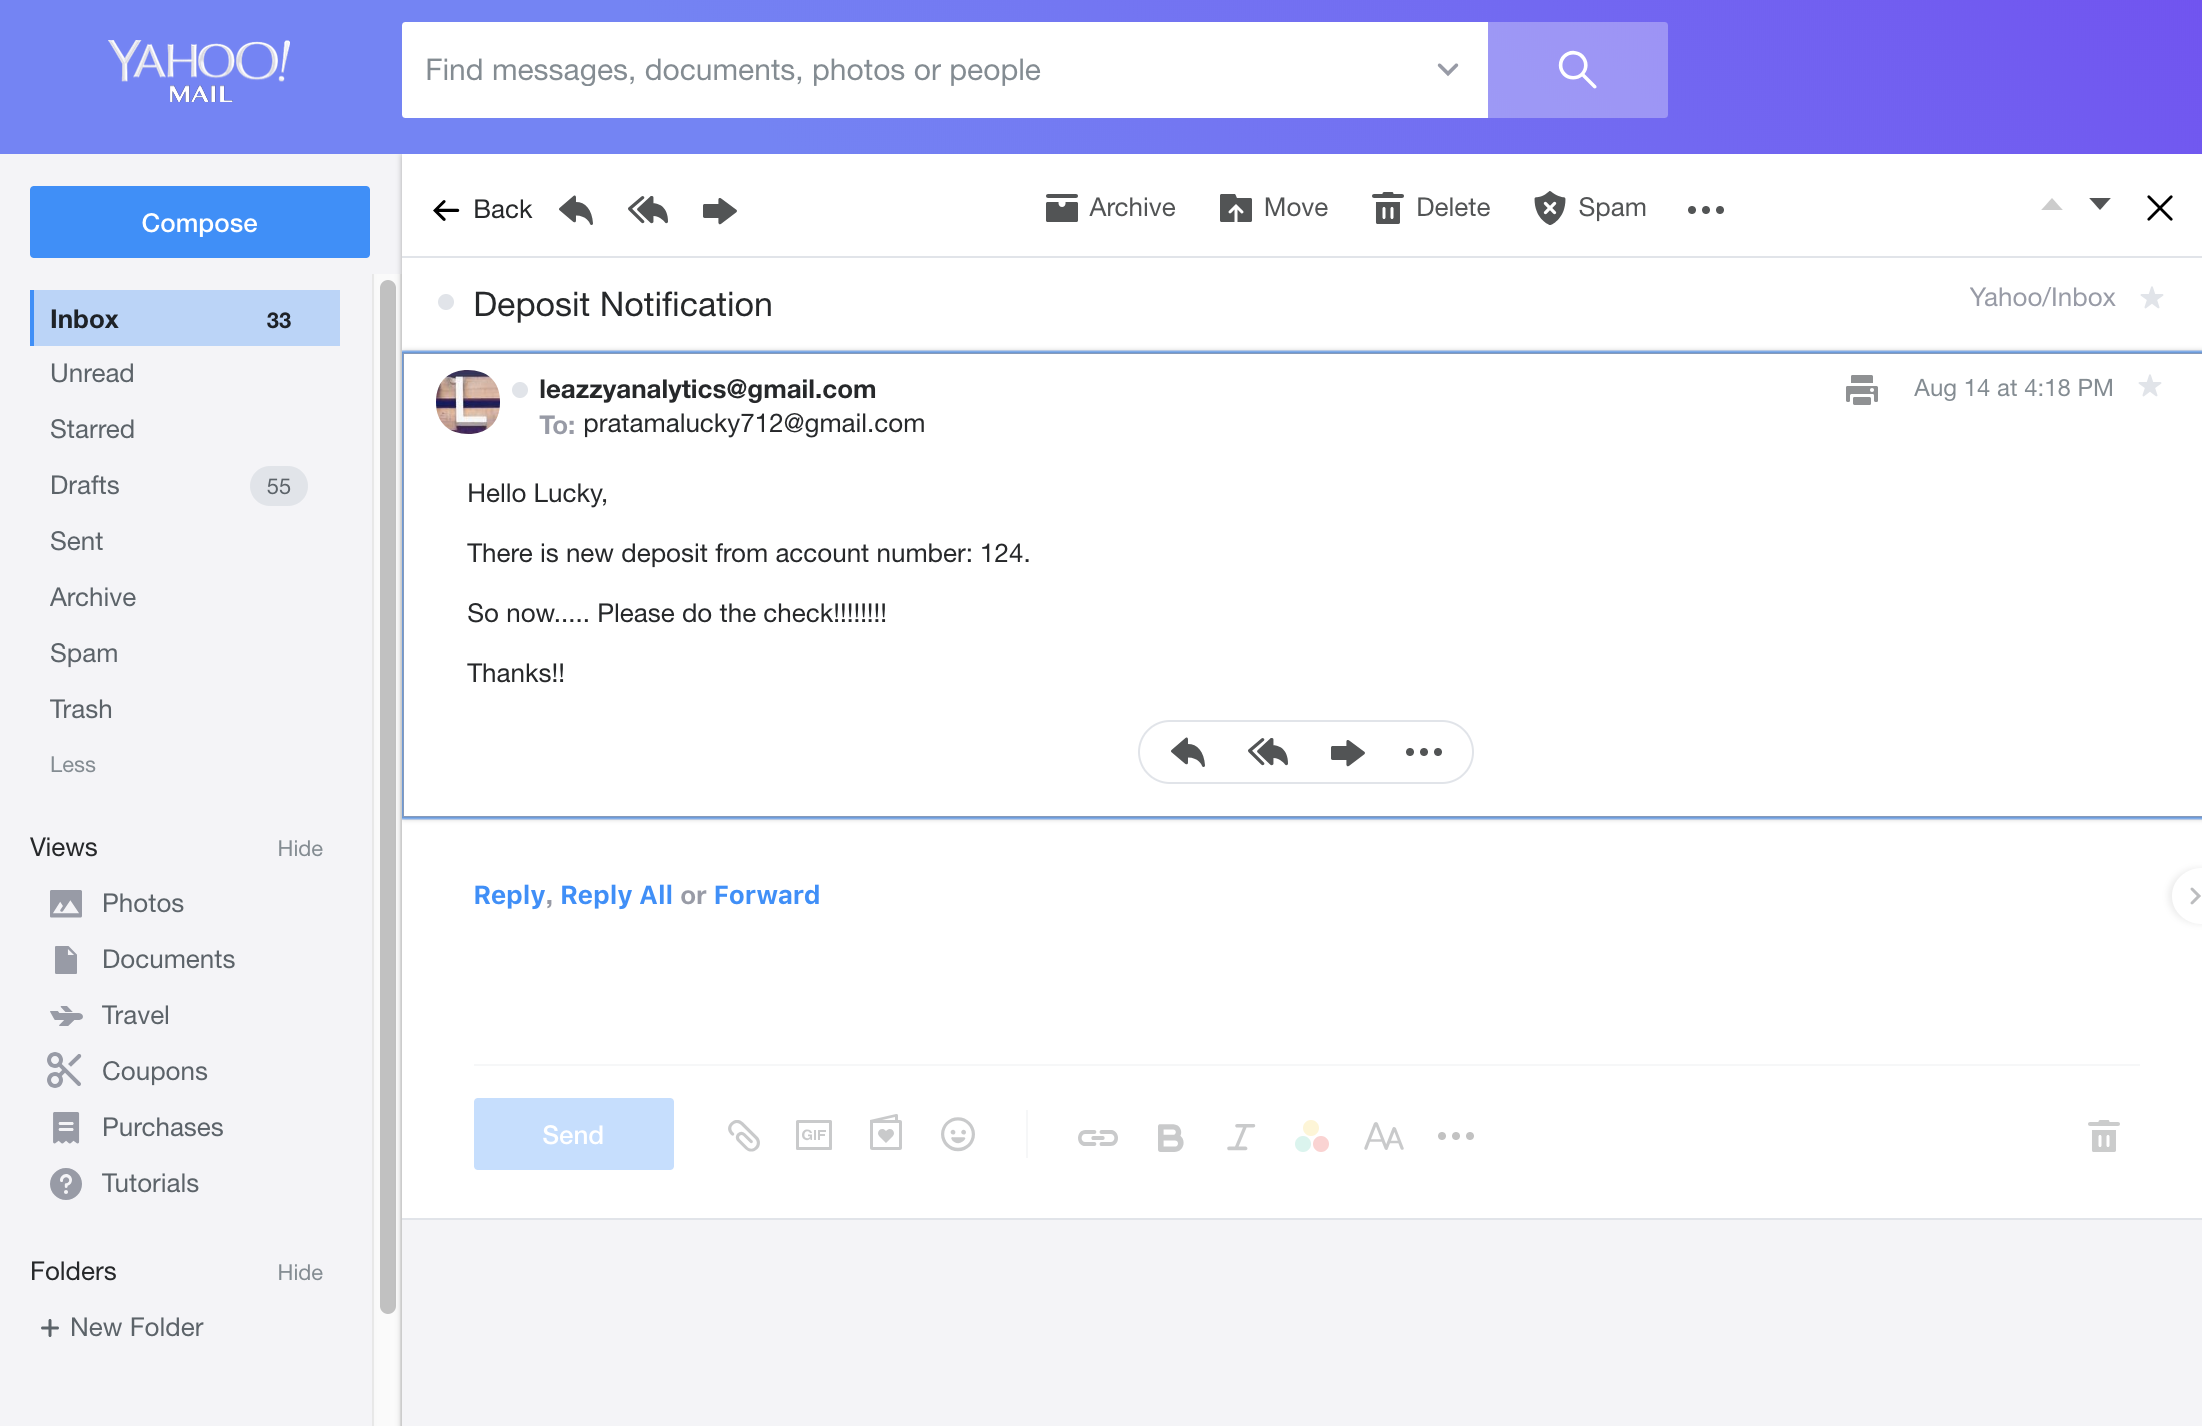 YAHOO!
MAIL
Find messages, documents, photos or people
Compose
Back
Archive
Move
Delete
Spam
Inbox 33
Unread
Starred
Drafts 55
Sent
Archive
Spam
Trash
Less
Views Hide
Photos
Documents
Travel
Coupons
Purchases
Tutorials
Folders Hide
+ New Folder
Deposit Notification
Yahoo/Inbox
L
leazzyanalytics@gmail.com
Aug 14 at 4:18 PM
To: pratamalucky712@gmail.com
Hello Lucky,
There is new deposit from account number: 124.
So now..... Please do the check!!!!!!!!
Thanks!!
Reply, Reply All or Forward
Send
GIF
B
I
AA